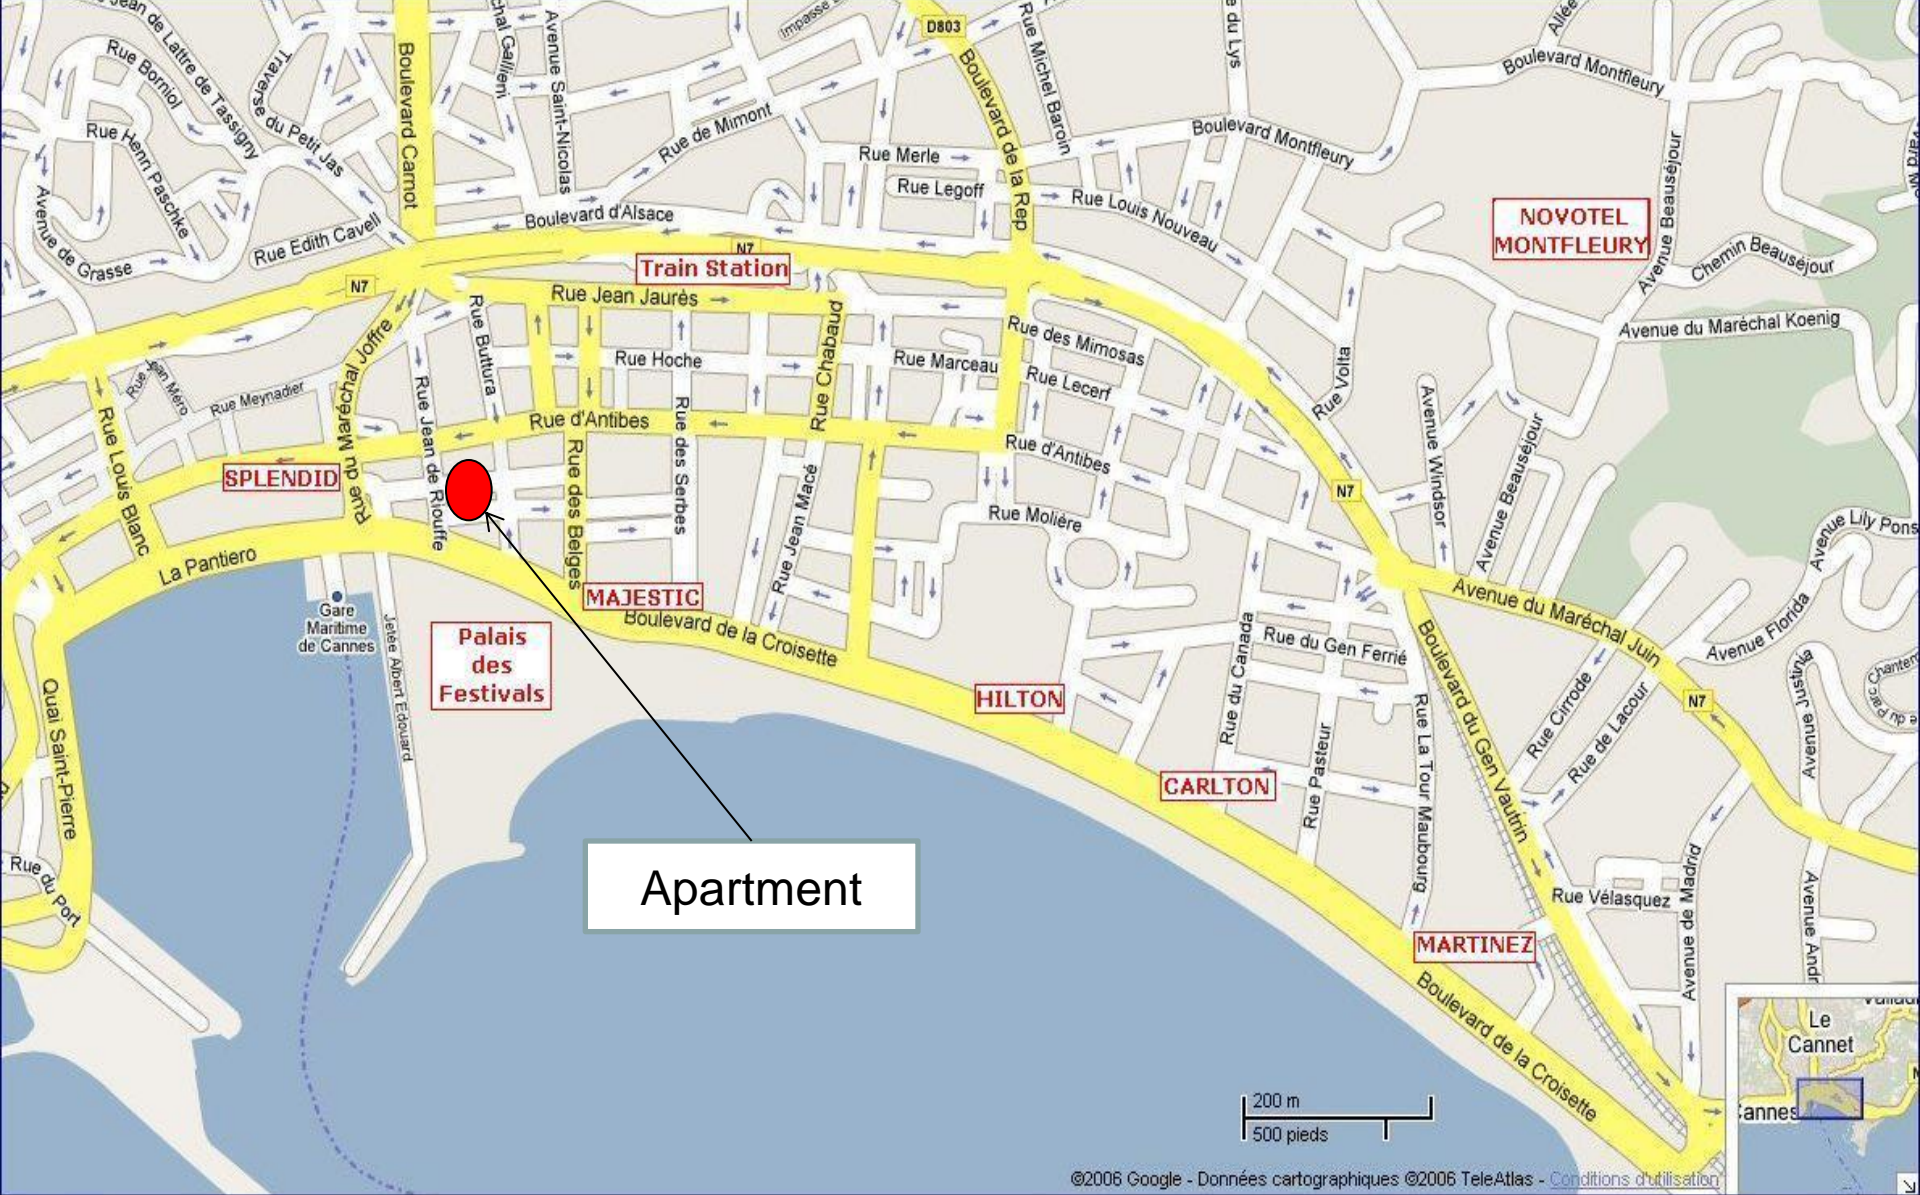 D803
Boulevard Carnot
Avenue Saint-Nicolas
Boulevard de la Rep
Rue Michel Baroin
Boulevard Montfleury
Rue Borniol
Traverse du Petit Jas
Rue Henri Paschke
Rue de Mimont
Rue Merle
Boulevard Montfleury
Rue Legoff
Rue Louis Nouveau
Avenue de Grasse
Rue Edith Cavell
Boulevard d'Alsace
N7
NOVOTEL
MONTFLEURY
Avenue Beauséjour
Chemin Beauséjour
Train Station
N7
Rue Jean Jaurès
Rue Buttura
Rue Chabaud
Rue des Mimosas
Avenue du Maréchal Koenig
Rue du Maréchal Joffre
Rue Hoche
Rue Marceau
Rue Lecerf
Rue Volta
Rue Jean Méro
Rue Meynadier
Rue Jean de Riouffe
Rue d'Antibes
Rue des Serbes
Rue d'Antibes
Avenue Windsor
Avenue Beauséjour
Rue Louis Blanc
SPLENDID
Rue des Belges
Rue Jean Macé
Rue Molière
N7
Avenue Lily Pons
La Pantiero
MAJESTIC
Boulevard de la Croisette
Avenue du Maréchal Juin
Avenue Florida
Gare
Maritime
de Cannes
Jetée Albert Edouard
Palais
des
Festivals
Rue du Canada
Rue du Gen Ferrié
Boulevard du Gen Vautrin
Quai Saint-Pierre
HILTON
Rue Pasteur
Rue La Tour Maubourg
Rue Cirrode
Rue de Lacour
N7
Avenue Justinia
CARLTON
Rue du Port
Apartment
Rue Vélasquez
Avenue de Madrid
MARTINEZ
Boulevard de la Croisette
Le
Cannet
200 m
500 pieds
©2006 Google - Données cartographiques ©2006 TeleAtlas - Conditions d'utilisation